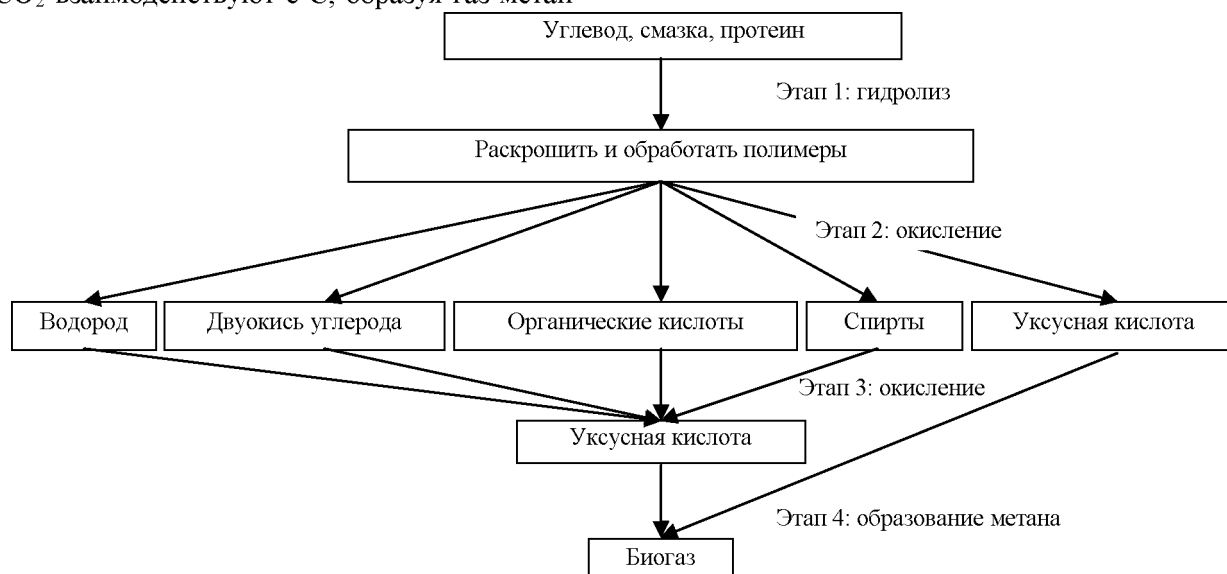 CO₂ взаимодействуют с C, образуя газ метан
Углевод, смазка, протеин
Этап 1: гидролиз
Раскрошить и обработать полимеры
Этап 2: окисление
Водород
Двуокись углерода
Органические кислоты
Спирты
Уксусная кислота
Этап 3: окисление
Уксусная кислота
Этап 4: образование метана
Биогаз